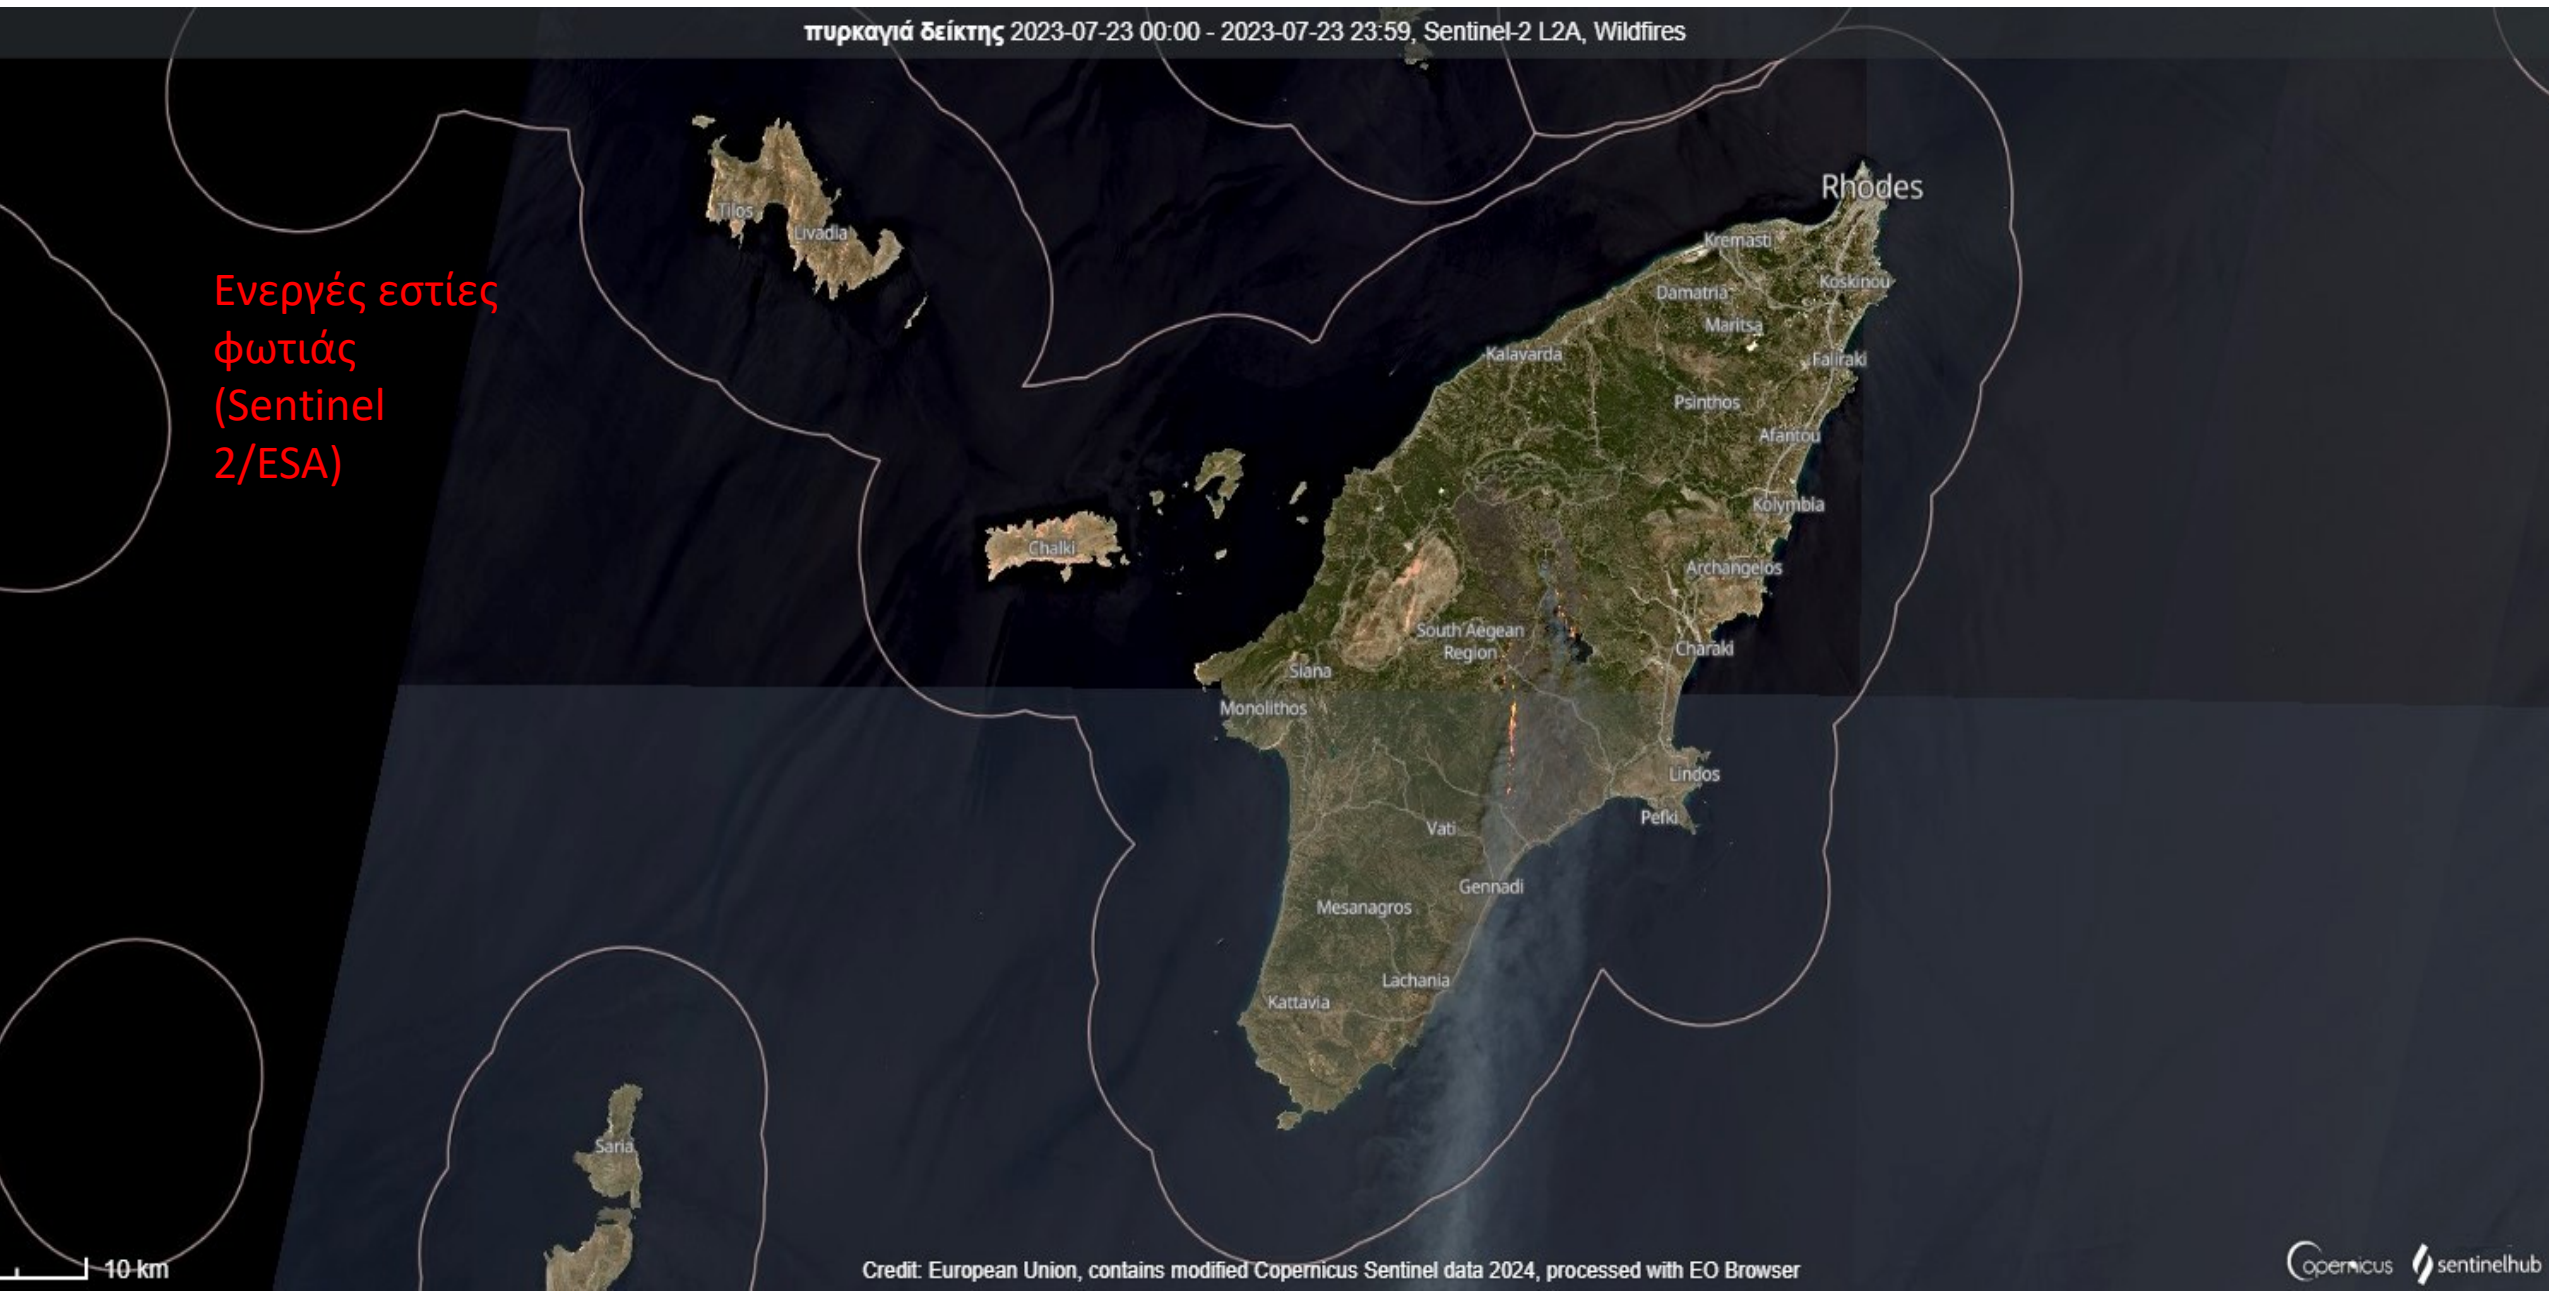 πυρκαγιά δείκτης 2023-07-23 00:00 - 2023-07-23 23:59, Sentinel-2 L2A, Wildfires
Rhodes
Tilos
Livadia
Kremasti
Koskinou
Damatria
Maritsa
Kalavarda
Faliraki
Ενεργές εστίες
φωτιάς
(Sentinel
2/ESA)
Psinthos
Afantou
Kolymbia
Chalki
Archangelos
South Aegean
Region
Charaki
Siana
Monolithos
Lindos
Pefki
Vati
Gennadi
Mesanagros
Lachania
Kattavia
Saria
10 km
Credit: European Union, contains modified Copernicus Sentinel data 2024, processed with EO Browser
Copernicus
sentinelhub